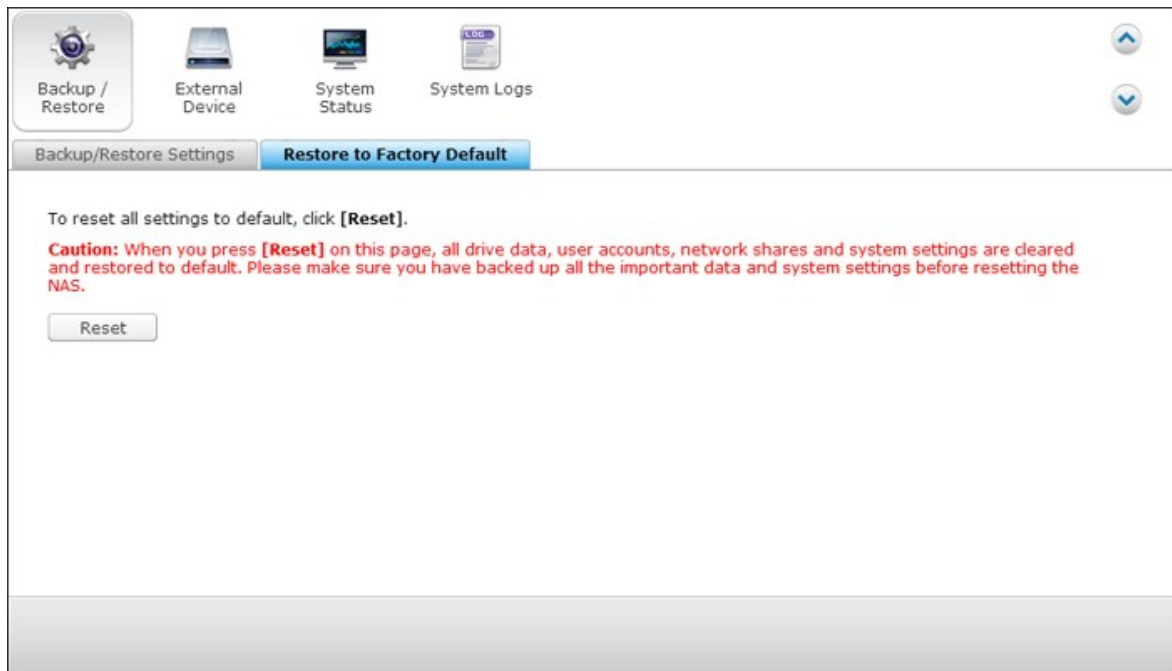 LOG
Backup /
Restore
External
Device
System
Status
System Logs
Backup/Restore Settings
Restore to Factory Default
To reset all settings to default, click [Reset].
Caution: When you press [Reset] on this page, all drive data, user accounts, network shares and system settings are cleared
and restored to default. Please make sure you have backed up all the important data and system settings before resetting the
NAS.
Reset